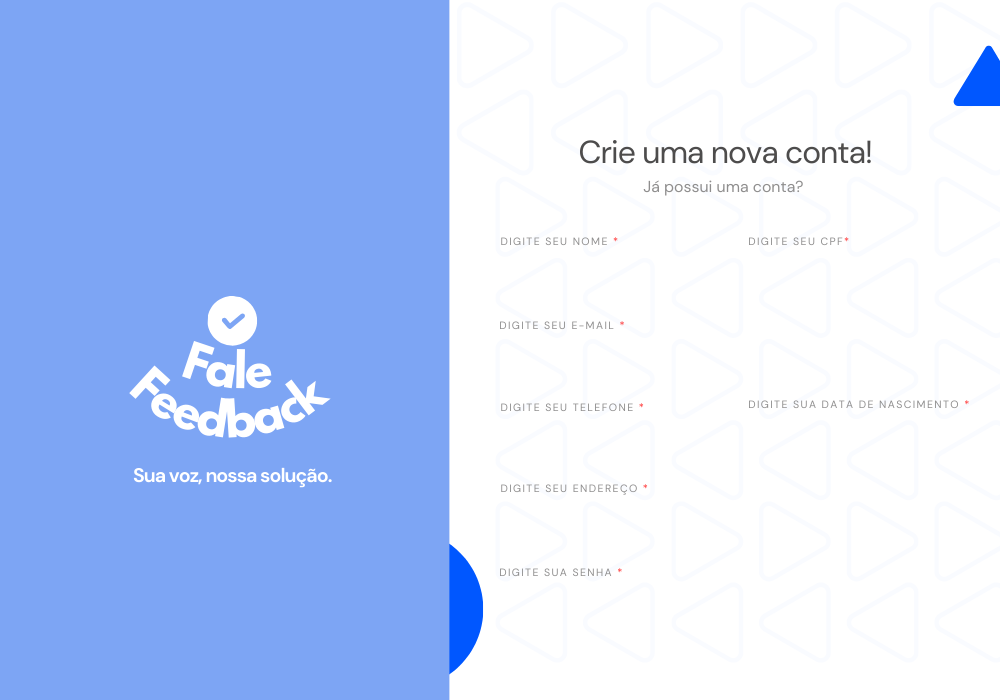 Fale
Feedback
Sua voz, nossa solução.
Crie uma nova conta!
Já possui uma conta?
DIGITE SEU NOME *
DIGITE SEU CPF*
DIGITE SEU E-MAIL *
DIGITE SEU TELEFONE *
DIGITE SUA DATA DE NASCIMENTO *
DIGITE SEU ENDEREÇO *
DIGITE SUA SENHA *